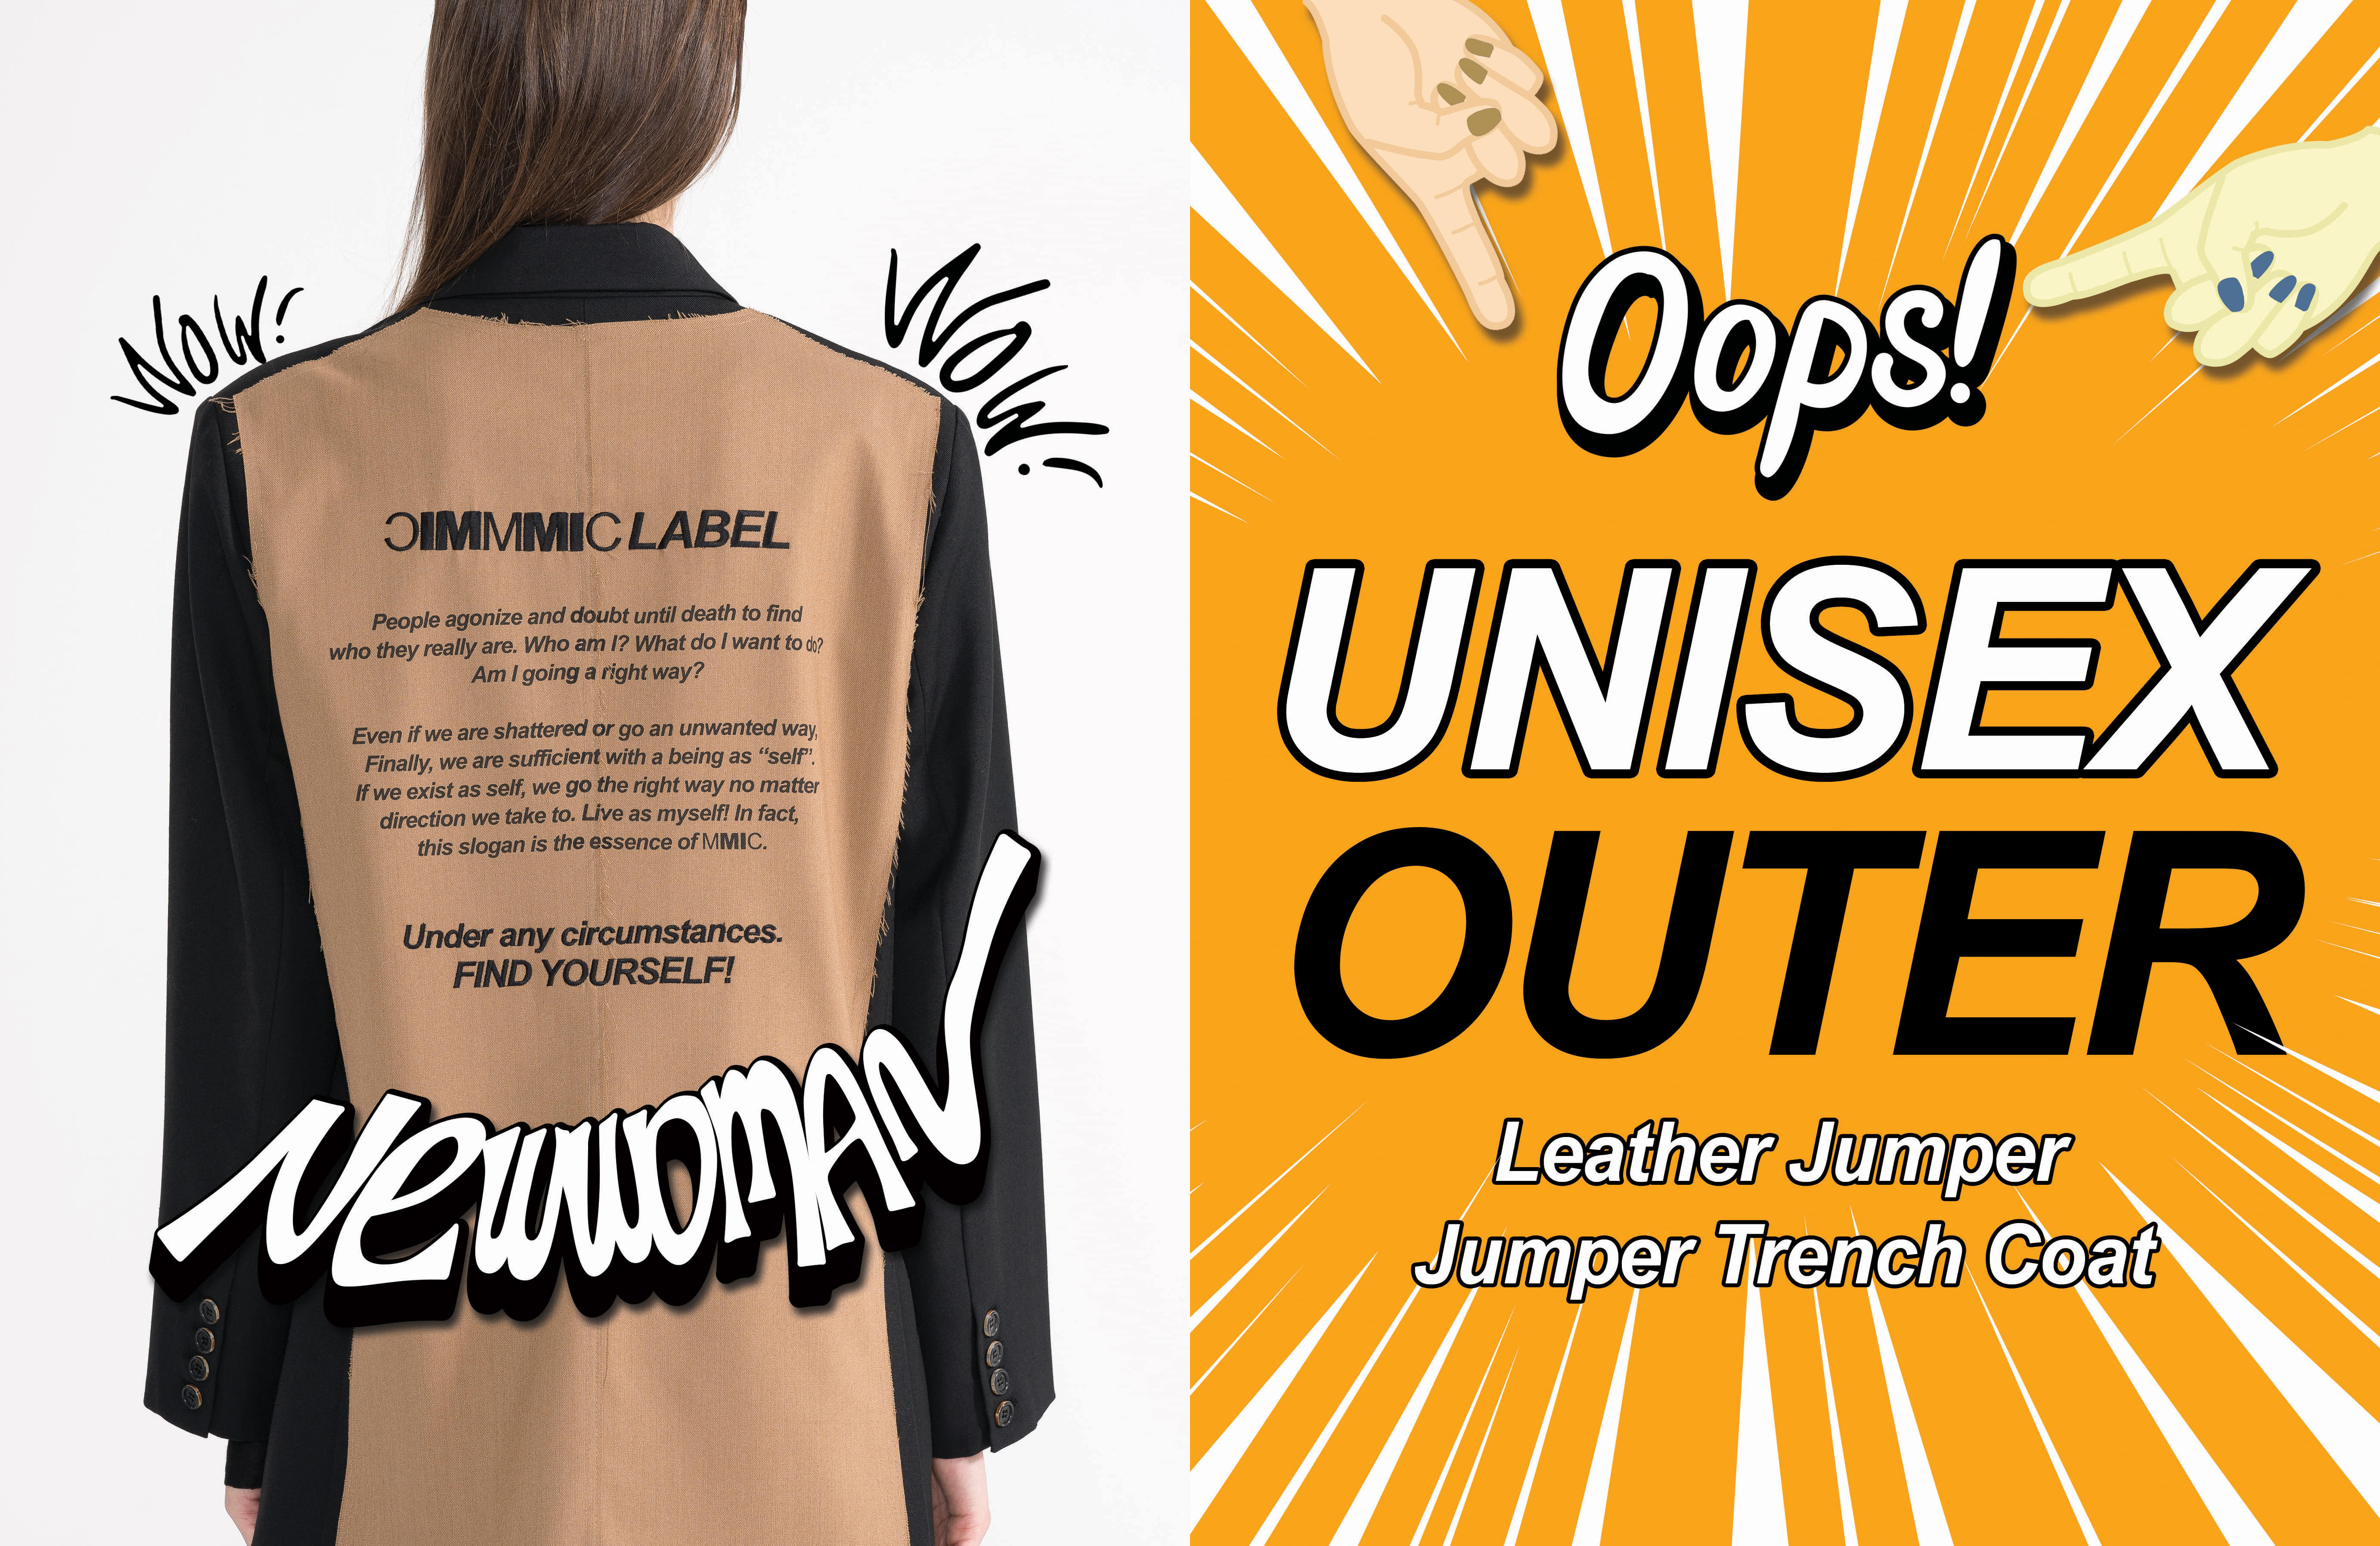 Wow!
Wow!
ƆIMMMIC LABEL
People agonize and doubt until death to find
who they really are. Who am I? What do I want to do?
Am I going a right way?
Even if we are shattered or go an unwanted way,
Finally, we are sufficient with a being as “self”.
If we exist as self, we go the right way no matter
direction we take to. Live as myself! In fact,
this slogan is the essence of MMIC.
Under any circumstances.
FIND YOURSELF!
NEWWOMAN
Oops!
UNISEX
OUTER
Leather Jumper
Jumper Trench Coat